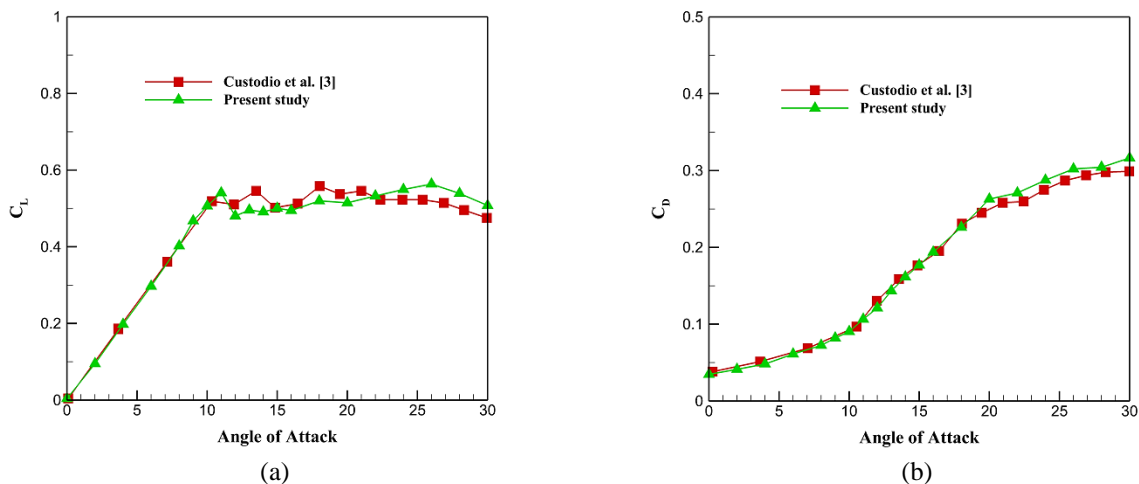 1
0.8
0.6
0.4
0.2
0
C_L
Custodio et al. [3]
Present study
0 5 10 15 20 25 30
Angle of Attack
(a)
0.5
0.4
0.3
0.2
0.1
0
C_D
Custodio et al. [3]
Present study
0 5 10 15 20 25 30
Angle of Attack
(b)